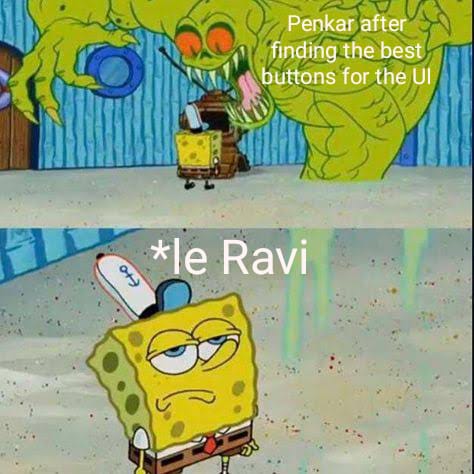 Penkar after
finding the best
buttons for the UI
*le Ravi